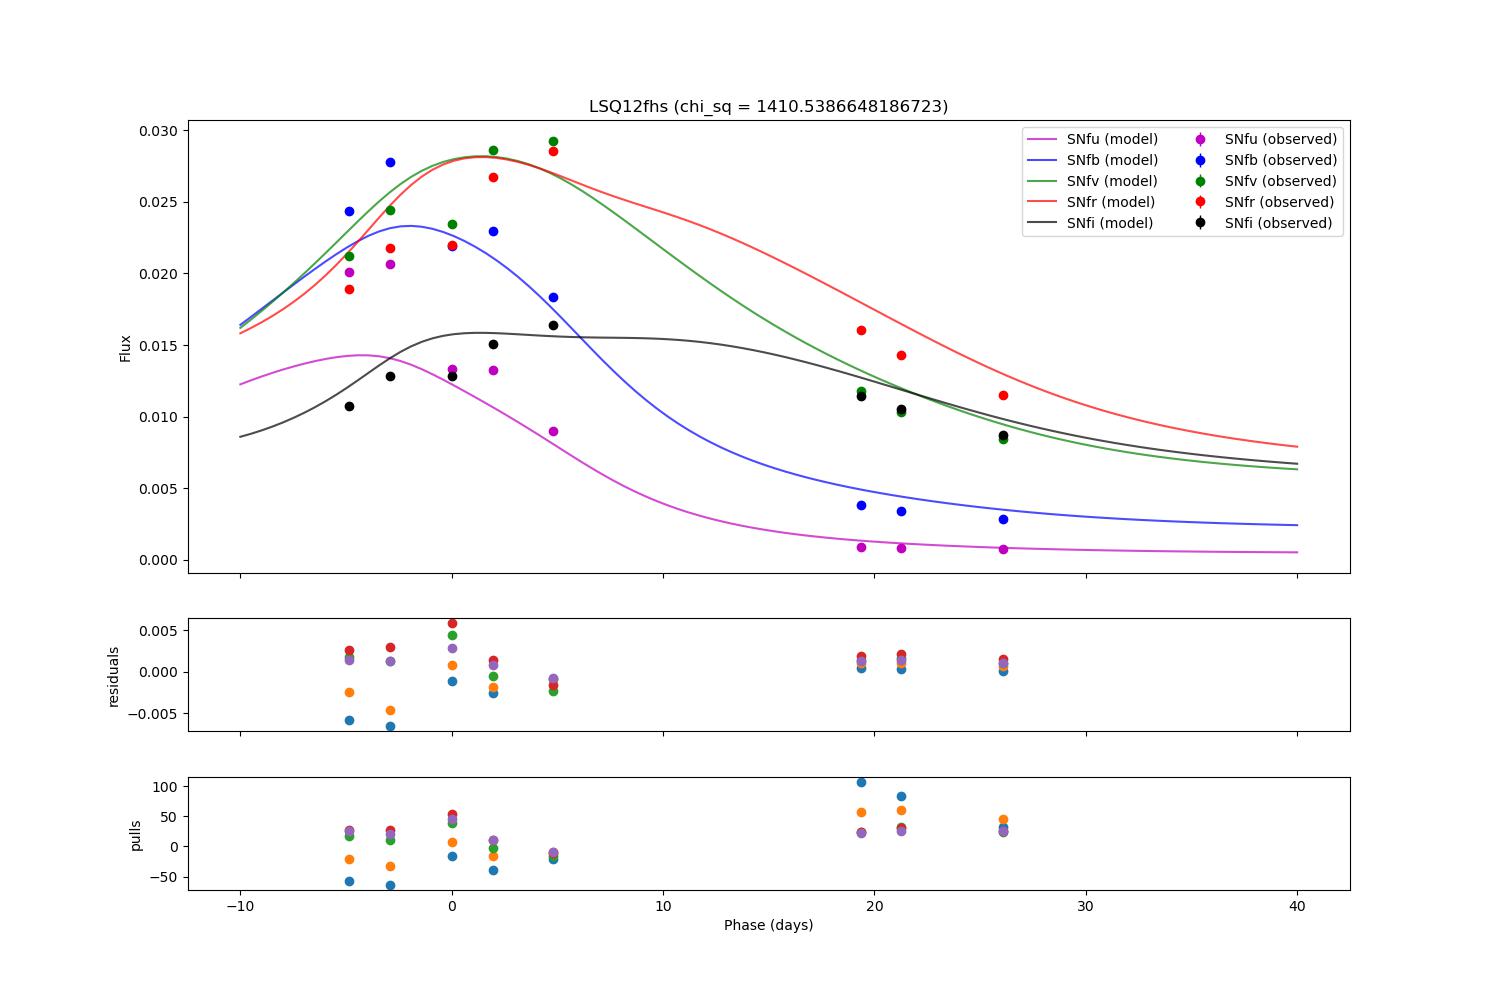 LSQ12fhs (chi_sq = 1410.5386648186723)
0.030
0.025
0.020
0.015
0.010
0.005
0.000
Flux
SNfu (model)
SNfb (model)
SNfv (model)
SNfr (model)
SNfi (model)
SNfu (observed)
SNfb (observed)
SNfv (observed)
SNfr (observed)
SNfi (observed)
0.005
0.000
−0.005
residuals
100
50
0
−50
pulls
−10
0
10
20
30
40
Phase (days)